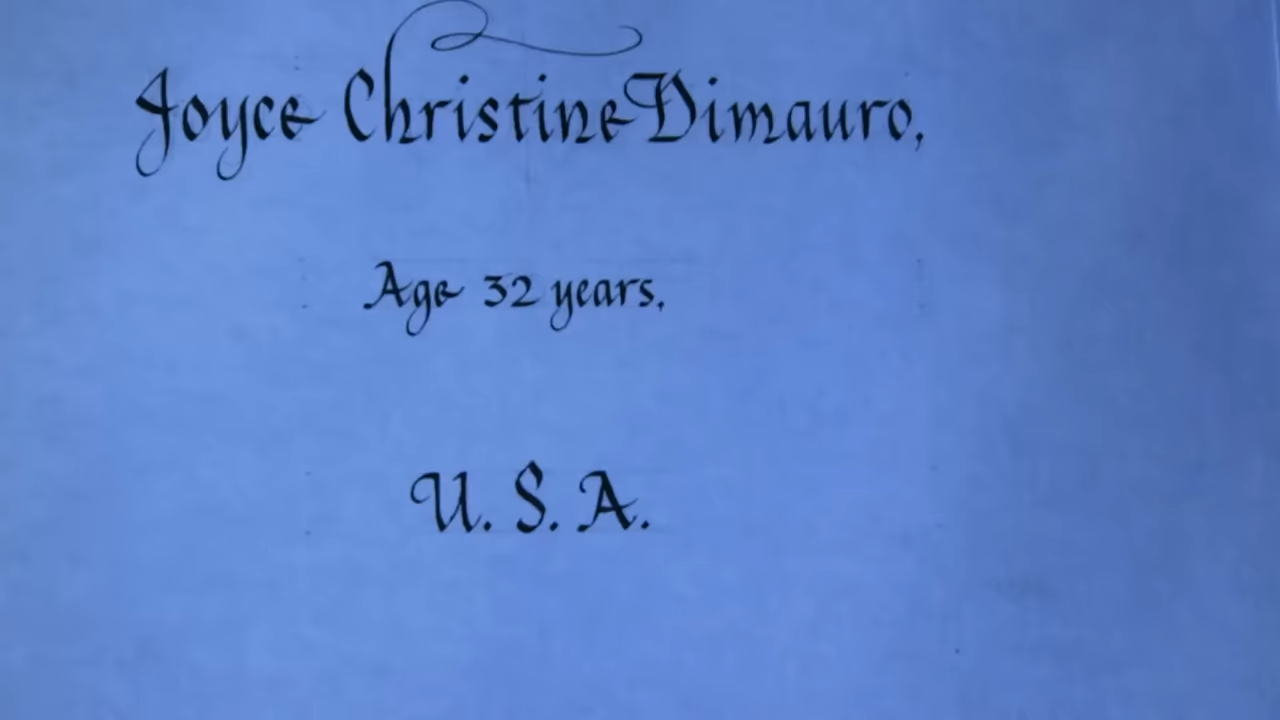 Joyce Christine Dimauro,
Age 32 years,
U. S. A.